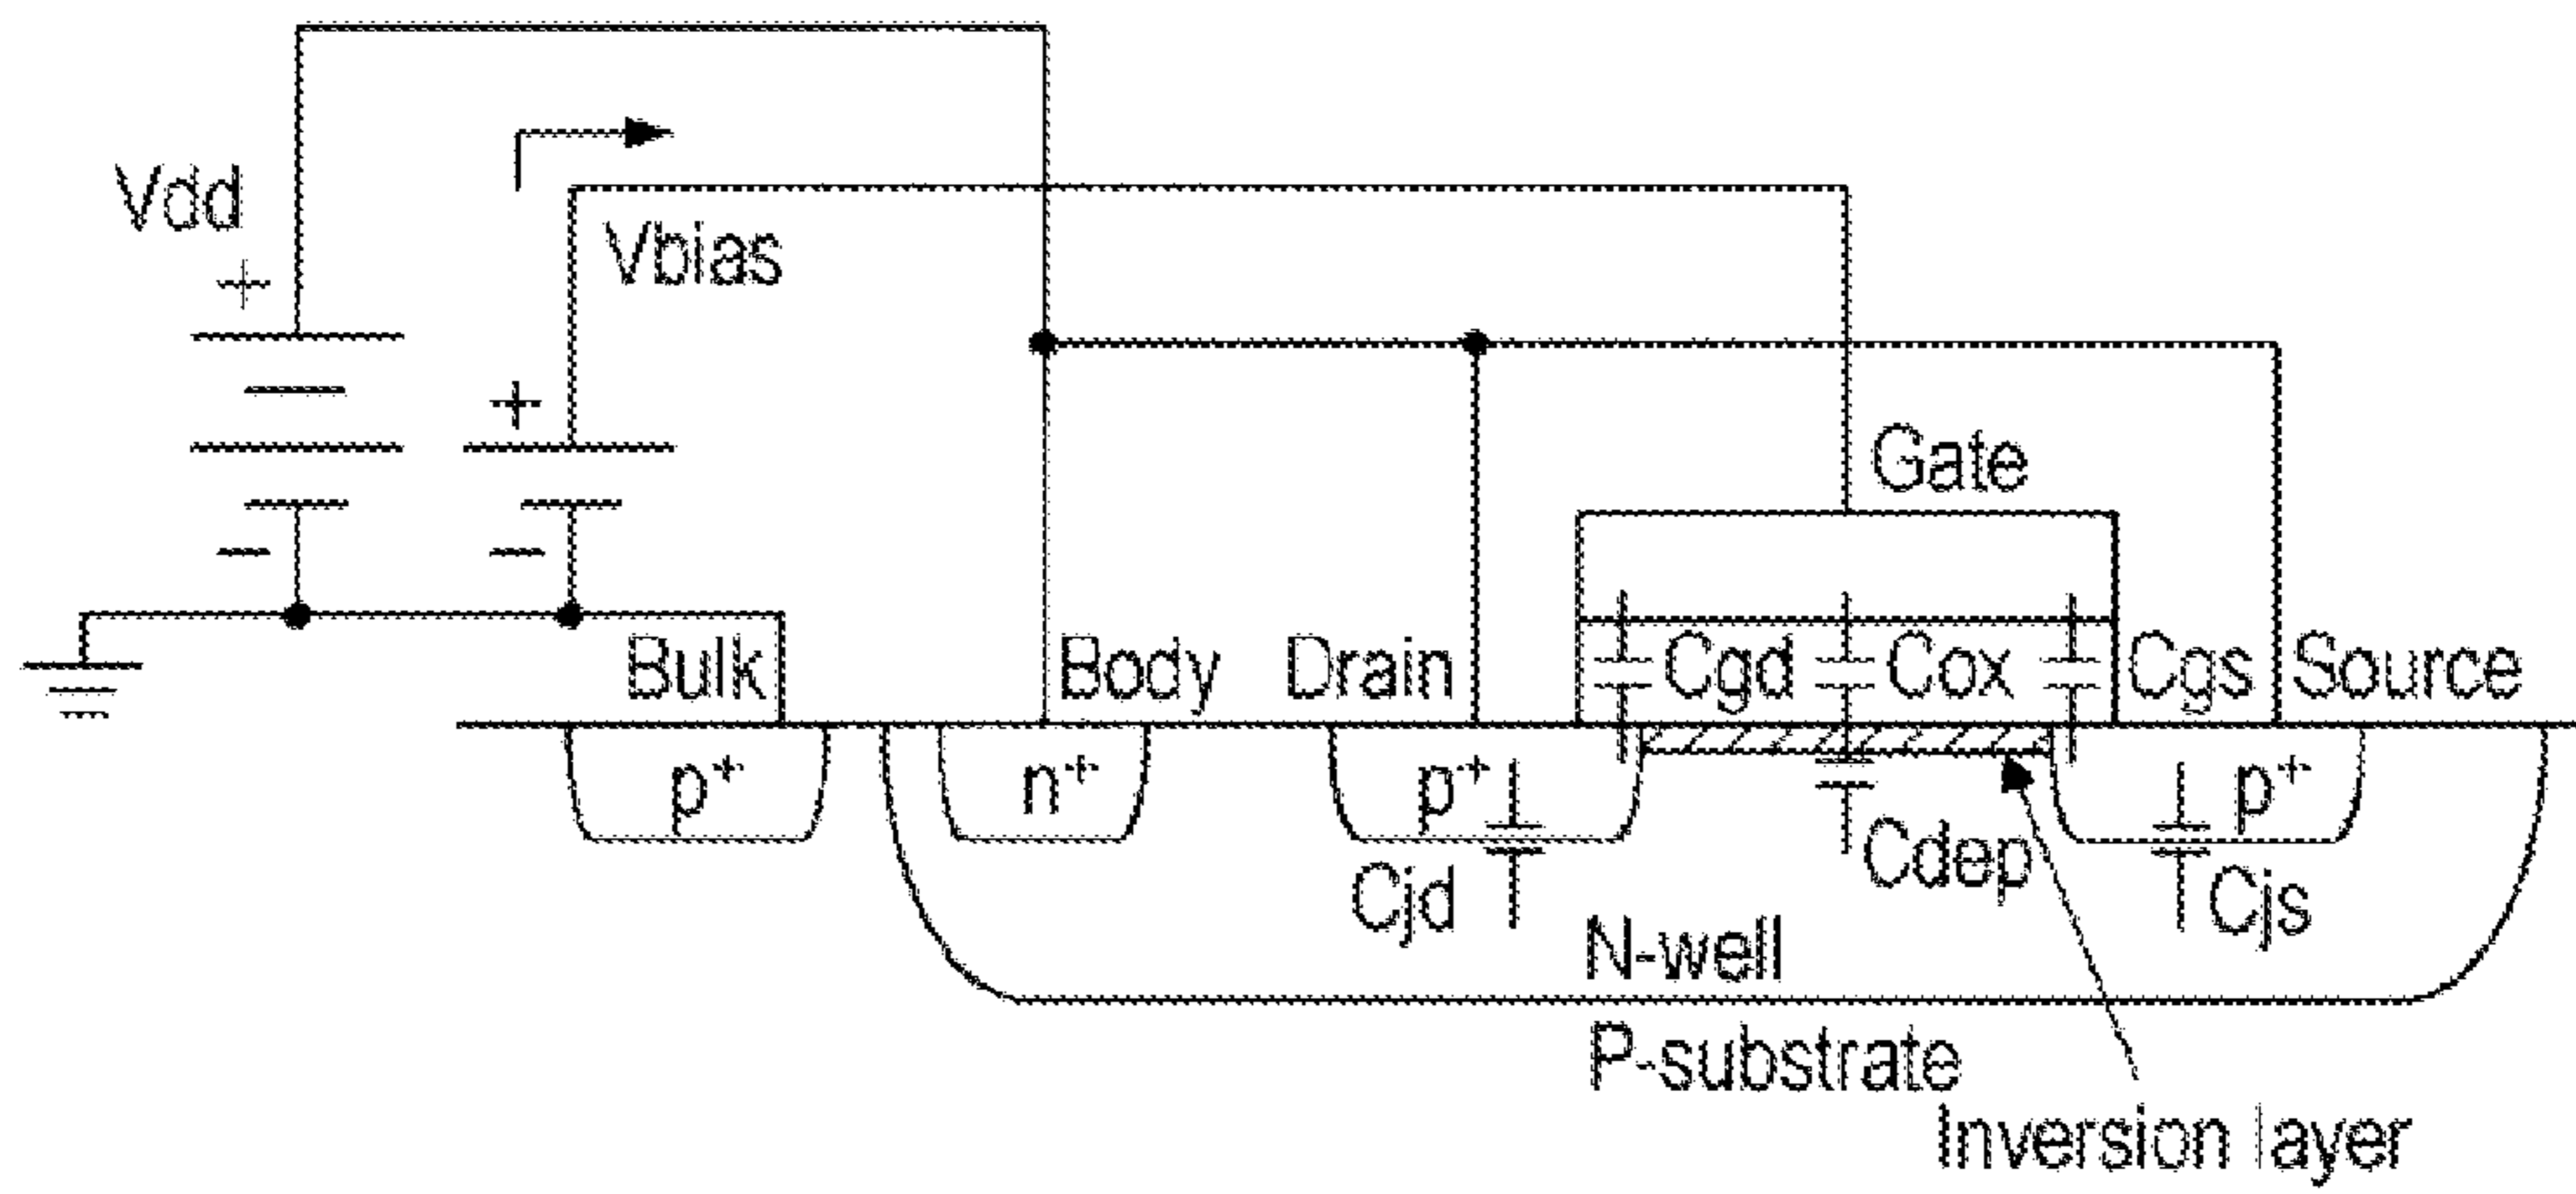 Vdd
+
Vbias
+
Gate
−
−
Bulk
Body
Drain
Cgd
Cox
Cgs
Source
p+
n+
p+
p+
Cdep
Cjd
Cjs
N-well
P-substrate
Inversion layer